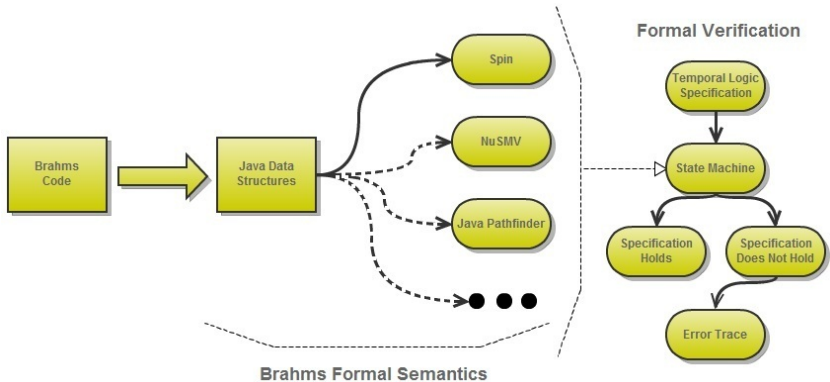 Formal Verification
Spin
Temporal Logic
Specification
NuSMV
Brahms
Code
Java Data
Structures
State Machine
Java Pathfinder
Specification
Holds
Specification
Does Not Hold
Error Trace
Brahms Formal Semantics